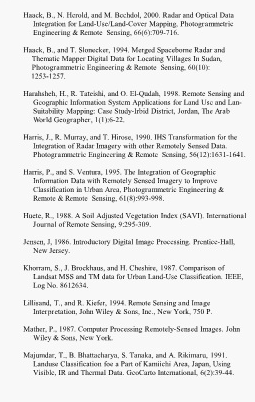 Haack, B., N. Herold, and M. Bechdol, 2000. Radar and Optical Data
Integration for Land-Use/Land-Cover Mapping, Photogrammetric
Engineering & Remote Sensing, 66(6):709-716.
Haack, B., and T. Slonecker, 1994. Merged Spaceborne Radar and
Thematic Mapper Digital Data for Locating Villages In Sudan,
Photogrammetric Engineering & Remote Sensing, 60(10):
1253-1257.
Harahsheh, H., R. Tateishi, and O. El-Qadah, 1998. Remote Sensing and
Geographic Information System Applications for Land Use and Lan-
Suitability Mapping: Case Study-Irbid District, Jordan, The Arab
World Geographer, 1(1):6-22.
Harris, J., R. Murray, and T. Hirose, 1990. IHS Transformation for the
Integration of Radar Imagery with other Remotely Sensed Data.
Photogrammetric Engineering & Remote Sensing, 56(12):1631-1641.
Harris, P., and S. Ventura, 1995. The Integration of Geographic
Information Data with Remotely Sensed Imagery to Improve
Classification in Urban Area, Photogrammetric Engineering &
Remote & Remote Sensing, 61(8):993-998.
Huete, R., 1988. A Soil Adjusted Vegetation Index (SAVI). International
Journal of Remote Sensing, 9:295-309.
Jensen, J, 1986. Introductory Digital Image Processing. Prentice-Hall,
New Jersey.
Khorram, S., J. Brockhaus, and H. Cheshire, 1987. Comparison of
Landsat MSS and TM data for Urban Land-Use Classification. IEEE,
Log No. 8612634.
Lillisand, T., and R. Kiefer, 1994. Remote Sensing and Image
Interpretation, John Wiley & Sons, Inc., New York, 750 P.
Mather, P., 1987. Computer Processing Remotely-Sensed Images. John
Wiley & Sons, New York.
Majumdar, T., B. Bhattacharya, S. Tanaka, and A. Rikimaru, 1991.
Landuse Classification foe a Part of Kamiichi Area, Japan, Using
Visible, IR and Thermal Data. GeoCarto International, 6(2):39-44.